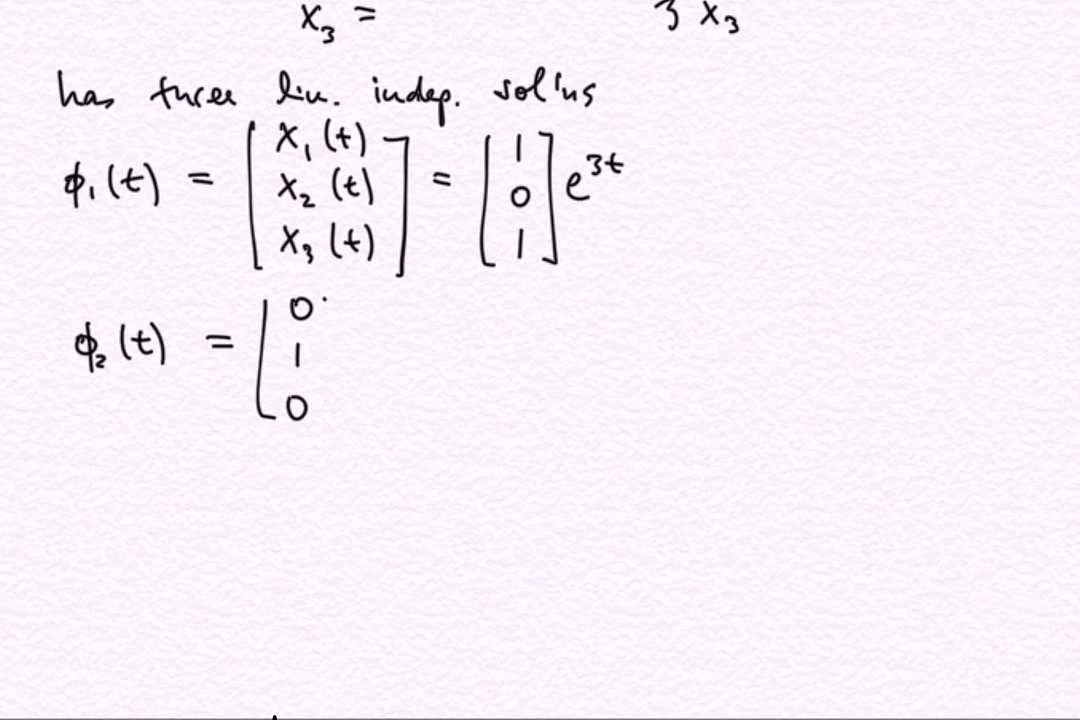 x₃ = 3 x₃
has three lin. indep. sol'ns
ϕ₁(t) = [ x₁(t) x₂(t) x₃(t) ] = [ 1 0 1 ] e³ᵗ
ϕ₂(t) = [ 0 1 0